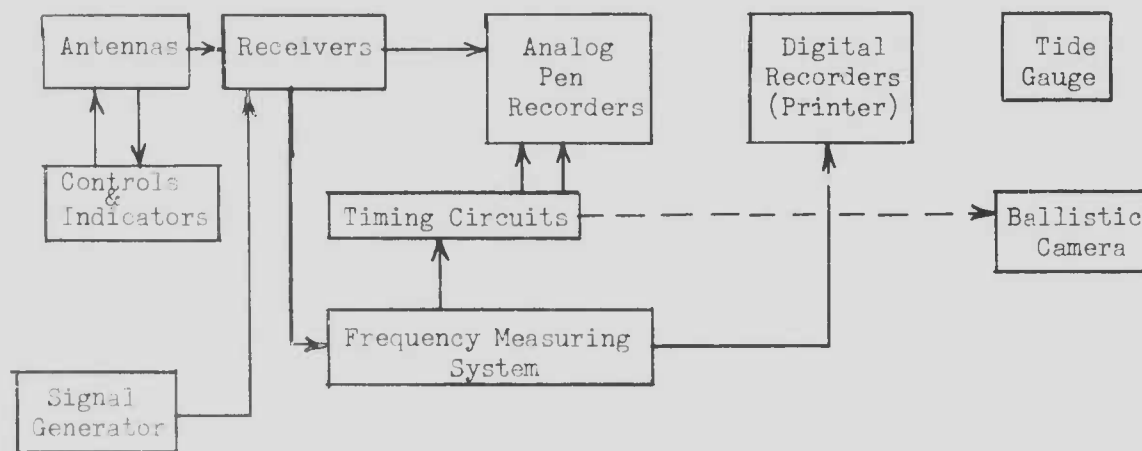 Antennas
Receivers
Analog
Pen
Recorders
Digital
Recorders
(Printer)
Tide
Gauge
Controls
&
Indicators
Timing Circuits
Ballistic
Camera
Frequency Measuring
System
Signal
Generator